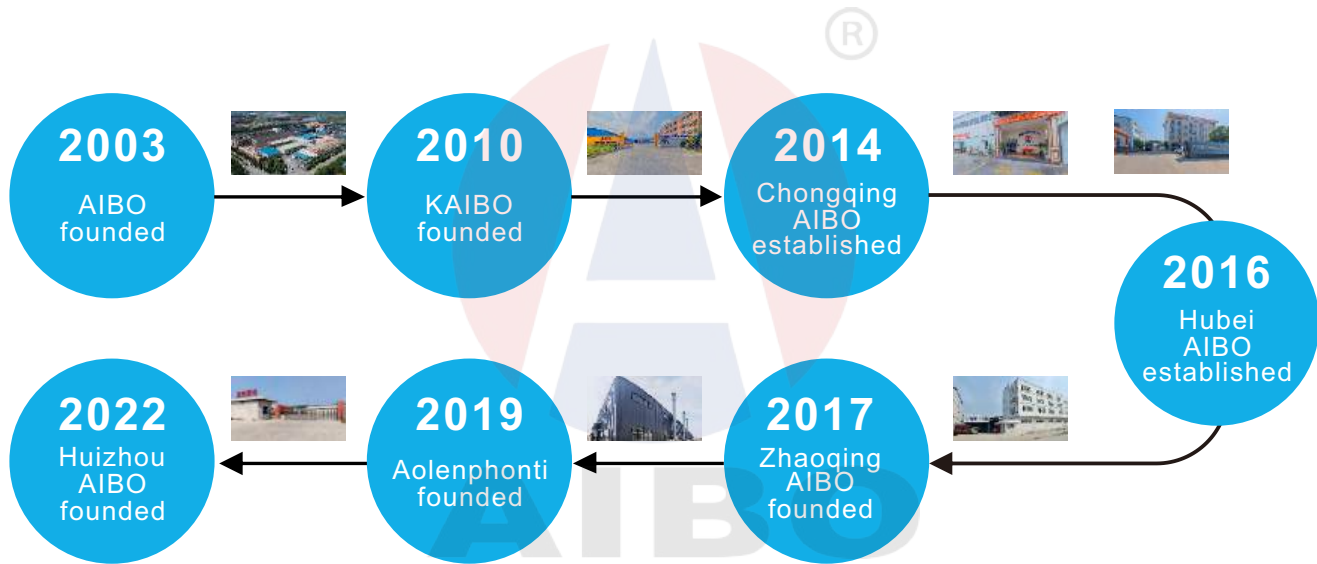 ®
2003
AIBO
founded
2010
KAIBO
founded
2014
Chongqing
AIBO
established
2016
Hubei
AIBO
established
2017
Zhaoqing
AIBO
founded
2019
Aolenphonti
founded
2022
Huizhou
AIBO
founded
AIBO